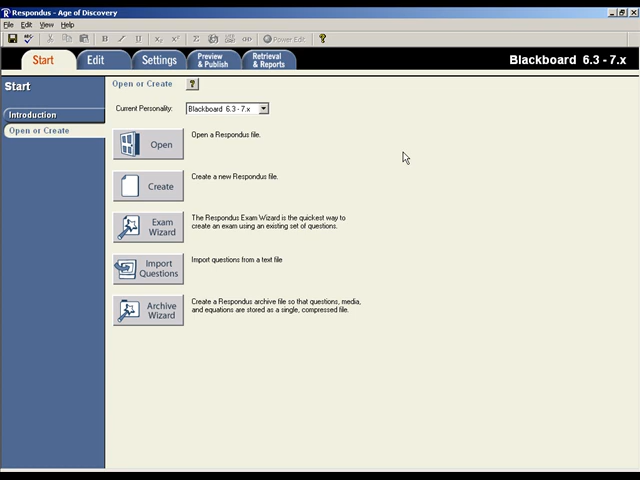 Respondus - Age of Discovery
File Edit View Help
B I U X₂ X² Σ Power Edit ?
Start Edit Settings Preview & Publish Retrieval & Reports Blackboard 6.3 - 7.x
Start
Introduction
Open or Create
Open or Create ?
Current Personality: Blackboard 6.3 - 7.x
Open
Open a Respondus file.
Create
Create a new Respondus file.
Exam
Wizard
The Respondus Exam Wizard is the quickest way to
create an exam using an existing set of questions.
Import
Questions
Import questions from a text file
Archive
Wizard
Create a Respondus archive file so that questions, media,
and equations are stored as a single, compressed file.